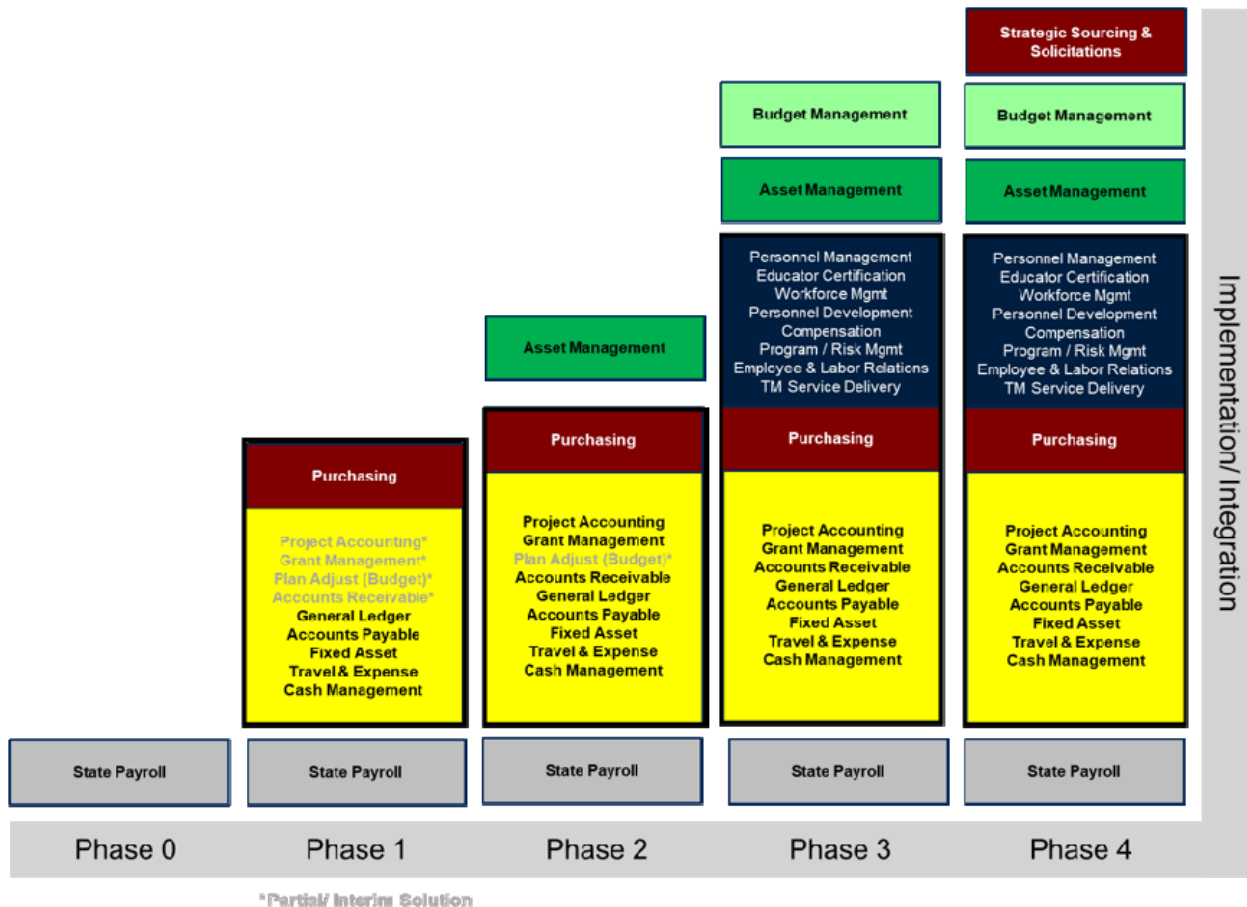 State Payroll
Phase 0
Purchasing
Project Accounting*
Grant Management*
Plan Adjust (Budget)*
Accounts Receivable*
General Ledger
Accounts Payable
Fixed Asset
Travel & Expense
Cash Management
State Payroll
Phase 1
Asset Management
Purchasing
Project Accounting
Grant Management
Plan Adjust (Budget)*
Accounts Receivable
General Ledger
Accounts Payable
Fixed Asset
Travel & Expense
Cash Management
State Payroll
Phase 2
Budget Management
Asset Management
Personnel Management
Educator Certification
Workforce Mgmt
Personnel Development
Compensation
Program / Risk Mgmt
Employee & Labor Relations
TM Service Delivery
Purchasing
Project Accounting
Grant Management
Accounts Receivable
General Ledger
Accounts Payable
Fixed Asset
Travel & Expense
Cash Management
State Payroll
Phase 3
Strategic Sourcing &
Solicitations
Budget Management
Asset Management
Personnel Management
Educator Certification
Workforce Mgmt
Personnel Development
Compensation
Program / Risk Mgmt
Employee & Labor Relations
TM Service Delivery
Purchasing
Project Accounting
Grant Management
Accounts Receivable
General Ledger
Accounts Payable
Fixed Asset
Travel & Expense
Cash Management
State Payroll
Phase 4
Implementation/ Integration
*Partial/ Interim Solution